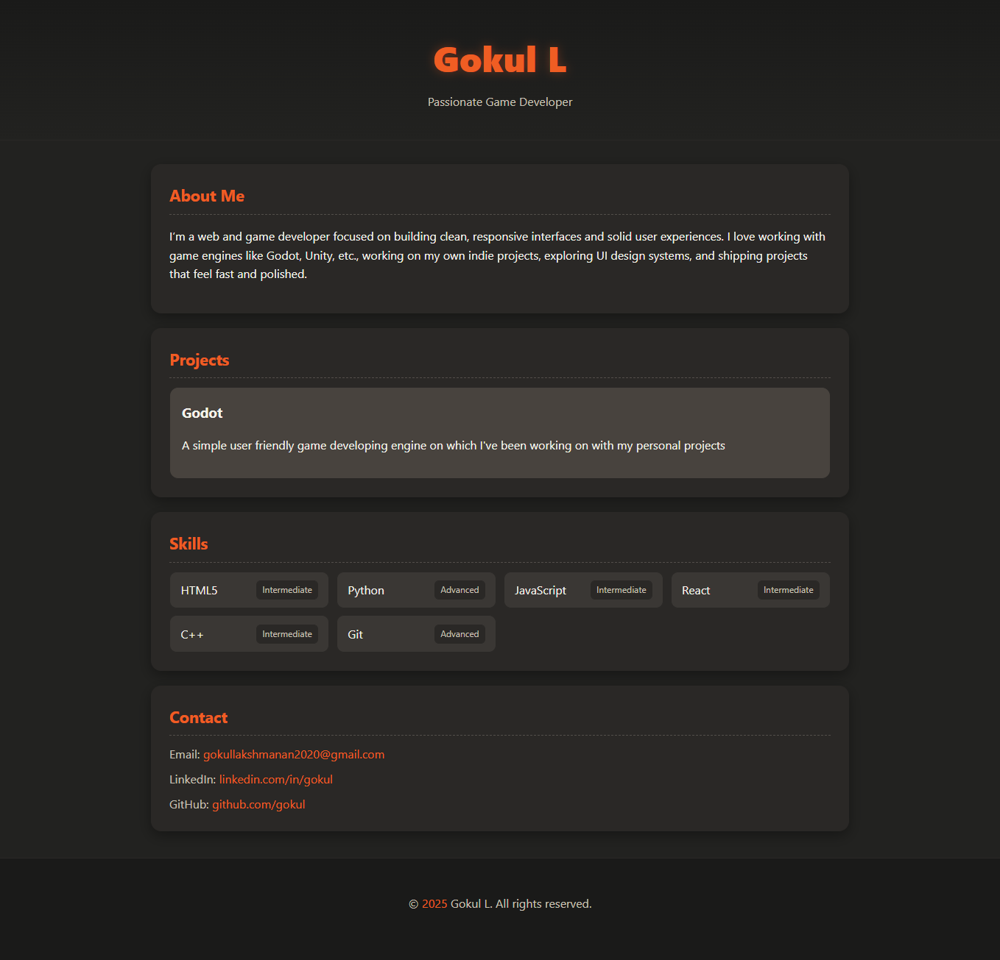 Gokul L
Passionate Game Developer
About Me
I'm a web and game developer focused on building clean, responsive interfaces and solid user experiences. I love working with
game engines like Godot, Unity, etc., working on my own indie projects, exploring UI design systems, and shipping projects
that feel fast and polished.
Projects
Godot
A simple user friendly game developing engine on which I've been working on with my personal projects
Skills
HTML5 Intermediate Python Advanced JavaScript Intermediate React Intermediate
C++ Intermediate Git Advanced
Contact
Email: gokullakshmanan2020@gmail.com
LinkedIn: linkedin.com/in/gokul
GitHub: github.com/gokul
© 2025 Gokul L. All rights reserved.